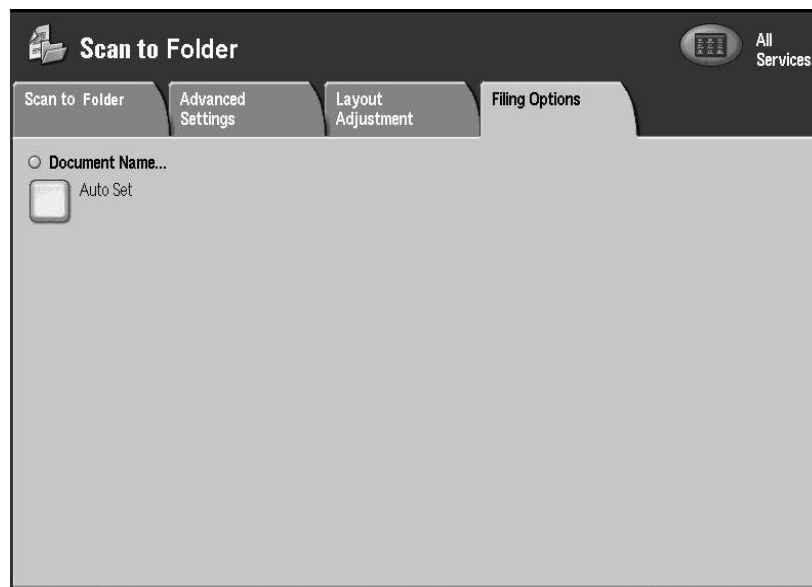 Scan to Folder
All
Services
Scan to Folder
Advanced
Settings
Layout
Adjustment
Filing Options
Document Name...
Auto Set